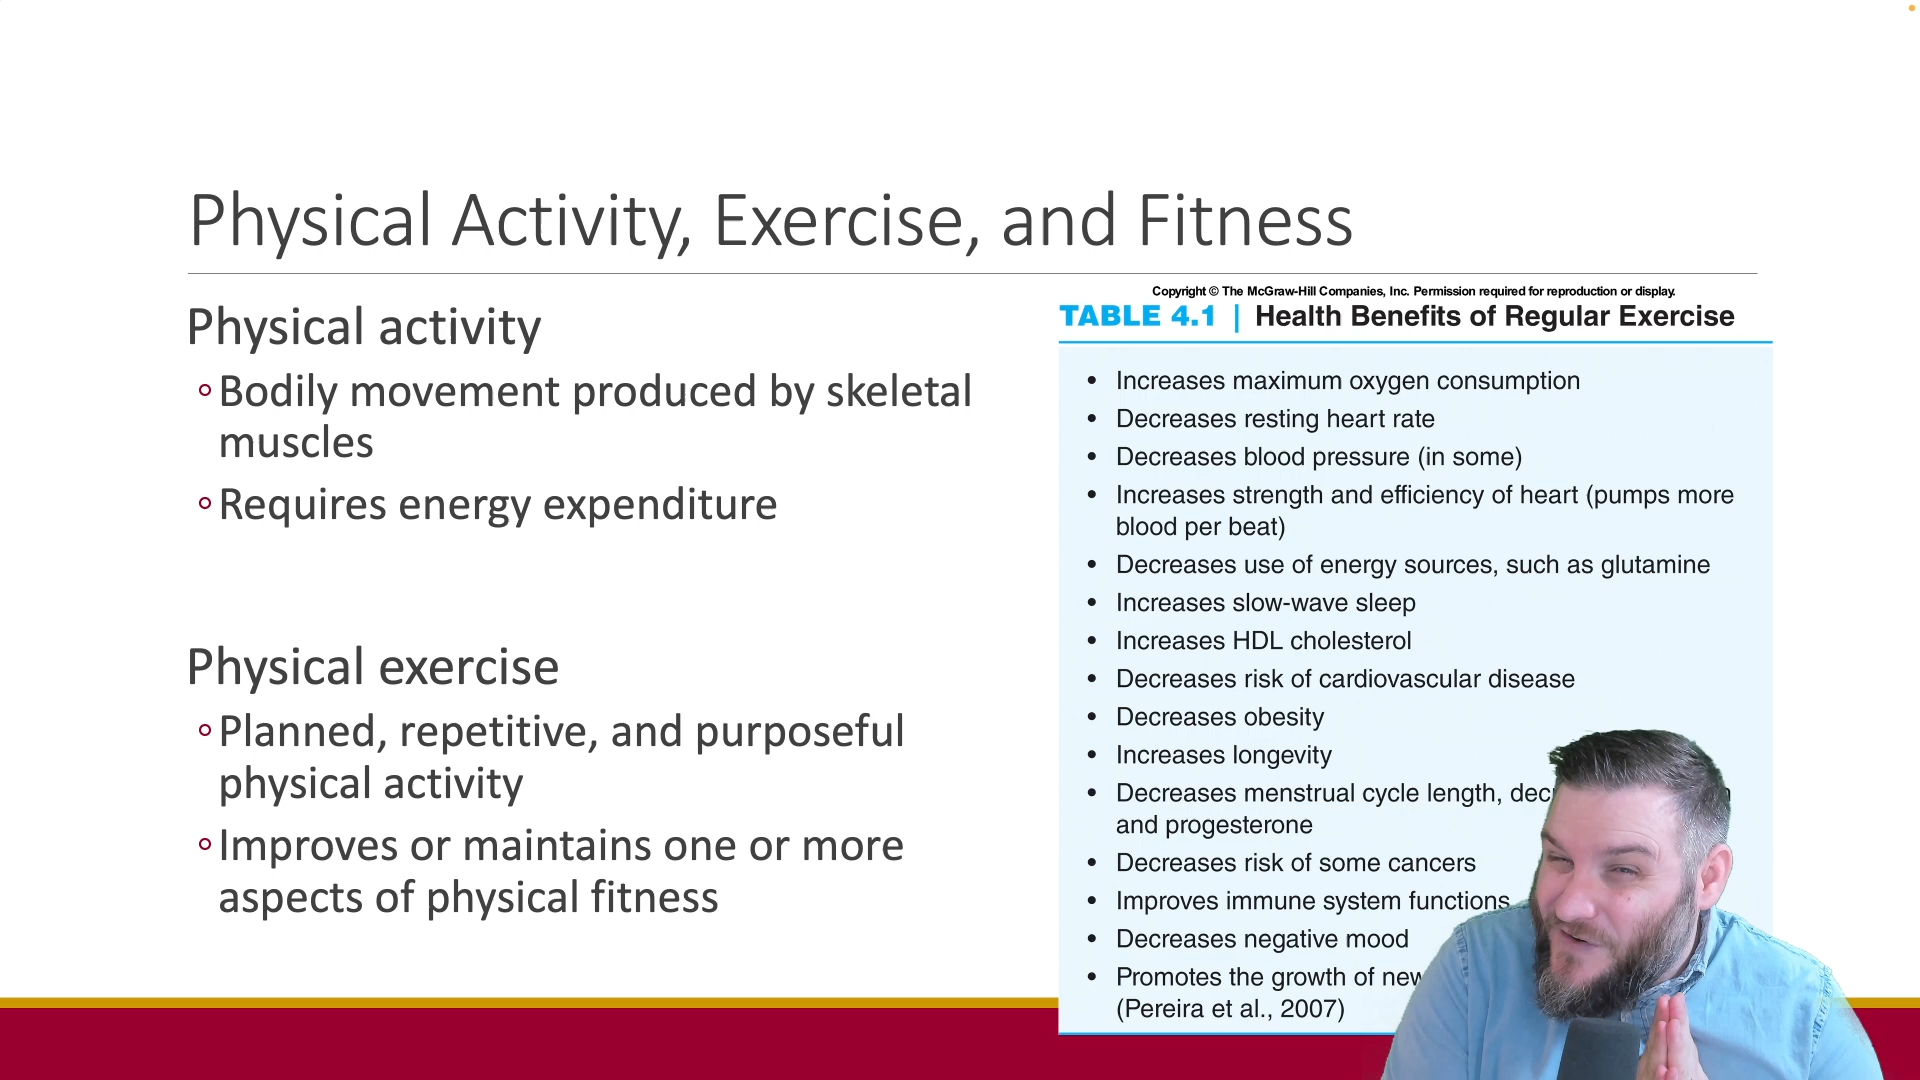 Physical Activity, Exercise, and Fitness
Physical activity
Bodily movement produced by skeletal
muscles
Requires energy expenditure
Physical exercise
Planned, repetitive, and purposeful
physical activity
Improves or maintains one or more
aspects of physical fitness
Copyright © The McGraw-Hill Companies, Inc. Permission required for reproduction or display.
TABLE 4.1 | Health Benefits of Regular Exercise
• Increases maximum oxygen consumption
• Decreases resting heart rate
• Decreases blood pressure (in some)
• Increases strength and efficiency of heart (pumps more
blood per beat)
• Decreases use of energy sources, such as glutamine
• Increases slow-wave sleep
• Increases HDL cholesterol
• Decreases risk of cardiovascular disease
• Decreases obesity
• Increases longevity
• Decreases menstrual cycle length,
and progesterone
• Decreases risk of some cancers
• Improves immune system functions
• Decreases negative mood
• Promotes the growth of new
(Pereira et al., 2007)